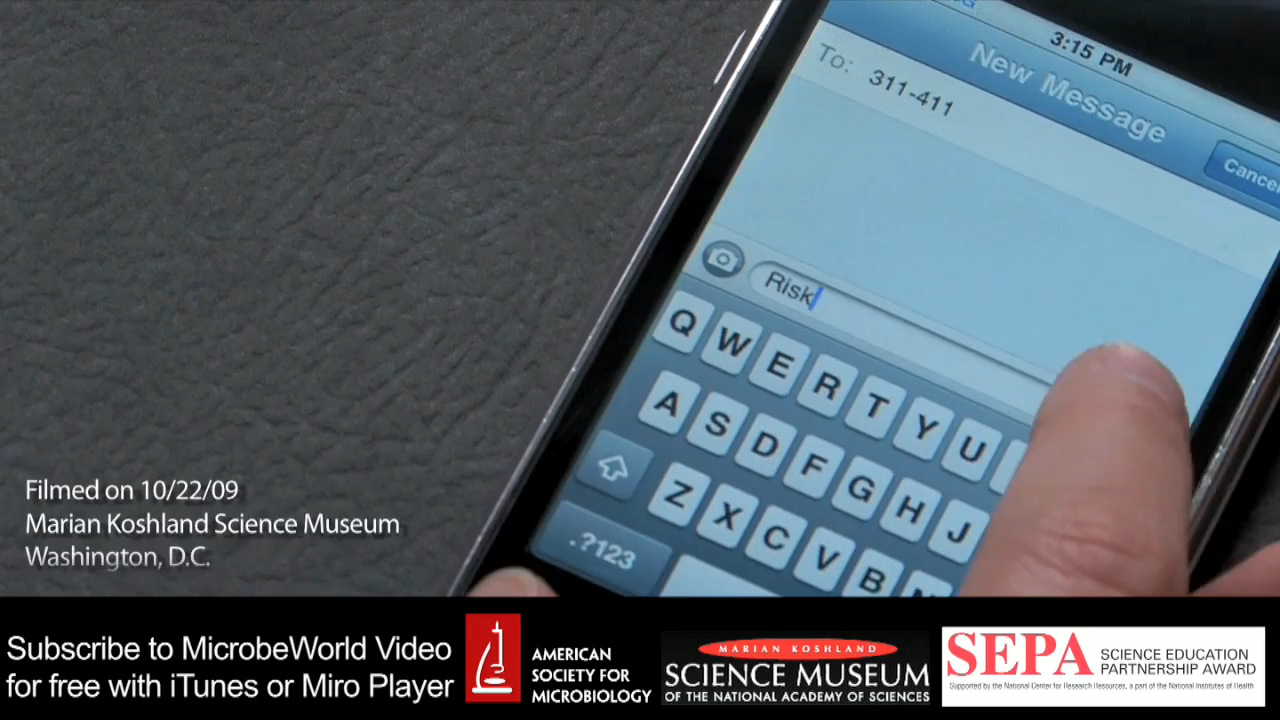 3:15 PM
New Message
To: 311-411
Cancel
Risk
Q W E R T Y U
A S D F G H J
Z X C V B
.?123
Filmed on 10/22/09
Marian Koshland Science Museum
Washington, D.C.
Subscribe to MicrobeWorld Video
for free with iTunes or Miro Player
AMERICAN
SOCIETY FOR
MICROBIOLOGY
MARIAN KOSHLAND
SCIENCE MUSEUM
OF THE NATIONAL ACADEMY OF SCIENCES
SEPA
SCIENCE EDUCATION
PARTNERSHIP AWARD
Supported by the National Center for Research Resources, a part of the National Institutes of Health